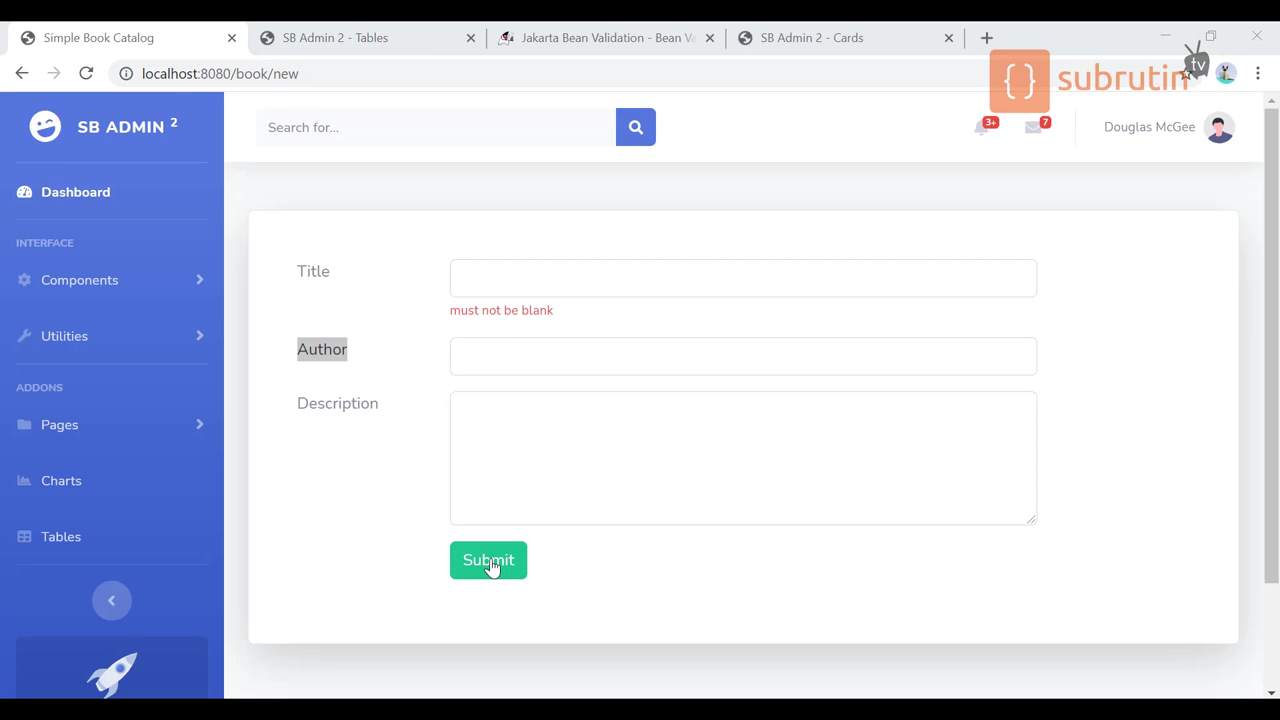 Simple Book Catalog
SB Admin 2 - Tables
Jakarta Bean Validation - Bean Va
SB Admin 2 - Cards
localhost:8080/book/new
{ } subrutin tv
SB ADMIN 2
Search for...
3+
7
Douglas McGee
Dashboard
INTERFACE
Components
Utilities
ADDONS
Pages
Charts
Tables
Title
must not be blank
Author
Description
Submit